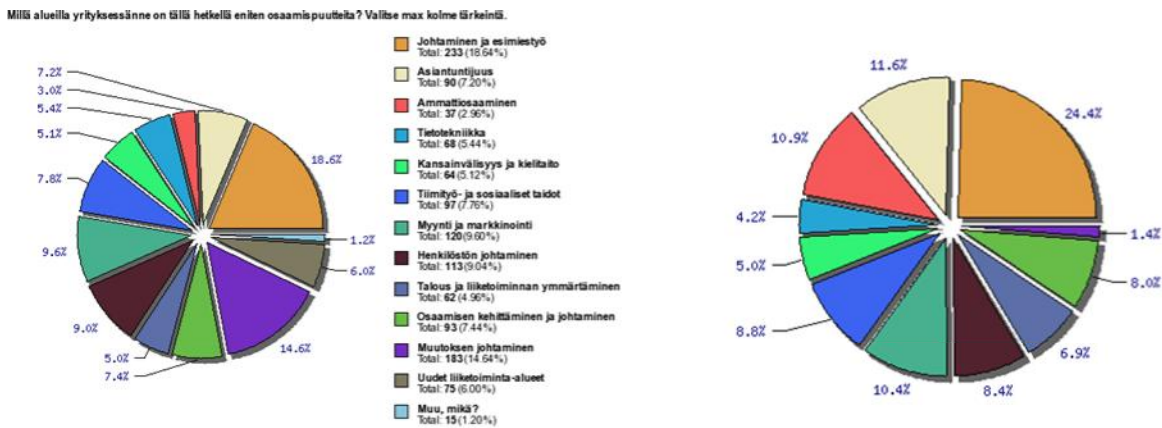 Millä alueilla yrityksessänne on tällä hetkellä eniten osaamispuutteita? Valitse max kolme tärkeintä.
7.2%
3.0%
5.4%
5.1%
7.8%
9.6%
9.0%
5.0%
7.4%
14.6%
6.0%
1.2%
18.6%
Johtaminen ja esimiestyö
Total: 233 (18.64%)
Asiantuntijuus
Total: 90 (7.20%)
Ammattiosaaminen
Total: 37 (2.96%)
Tietotekniikka
Total: 68 (5.44%)
Kansainvälisyys ja kielitaito
Total: 64 (5.12%)
Tiimityö- ja sosiaaliset taidot
Total: 97 (7.76%)
Myynti ja markkinointi
Total: 120 (9.60%)
Henkilöstön johtaminen
Total: 113 (9.04%)
Talous ja liiketoiminnan ymmärtäminen
Total: 62 (4.96%)
Osaamisen kehittäminen ja johtaminen
Total: 93 (7.44%)
Muutoksen johtaminen
Total: 183 (14.64%)
Uudet liiketoiminta-alueet
Total: 75 (6.00%)
Muu, mikä?
Total: 15 (1.20%)
11.6%
24.4%
10.9%
4.2%
5.0%
8.8%
10.4%
8.4%
6.9%
8.0%
1.4%